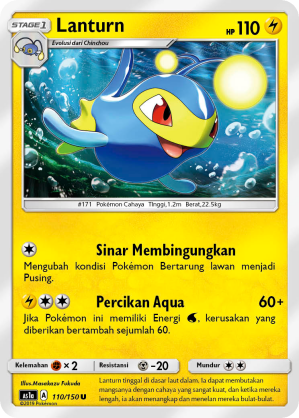 STAGE 1 Lanturn HP 110
Evolusi dari Chinchou
#171 Pokémon Cahaya Tinggi,1.2m Berat,22.5kg
Sinar Membingungkan
Mengubah kondisi Pokémon Bertarung lawan menjadi
Pusing.
Percikan Aqua 60+
Jika Pokémon ini memiliki Energi , kerusakan yang
diberikan bertambah sejumlah 60.
Kelemahan × 2 Resistansi -20 Mundur
Illus.Masakazu Fukuda
AS1a A 110/150 U
©2019 Pokémon
Lanturn tinggal di dasar laut dalam. Ia dapat membutakan
mangsanya dengan cahaya yang sangat kuat, dan ketika mereka
lengah, ia akan menyerang dan menelan mereka bulat-bulat.